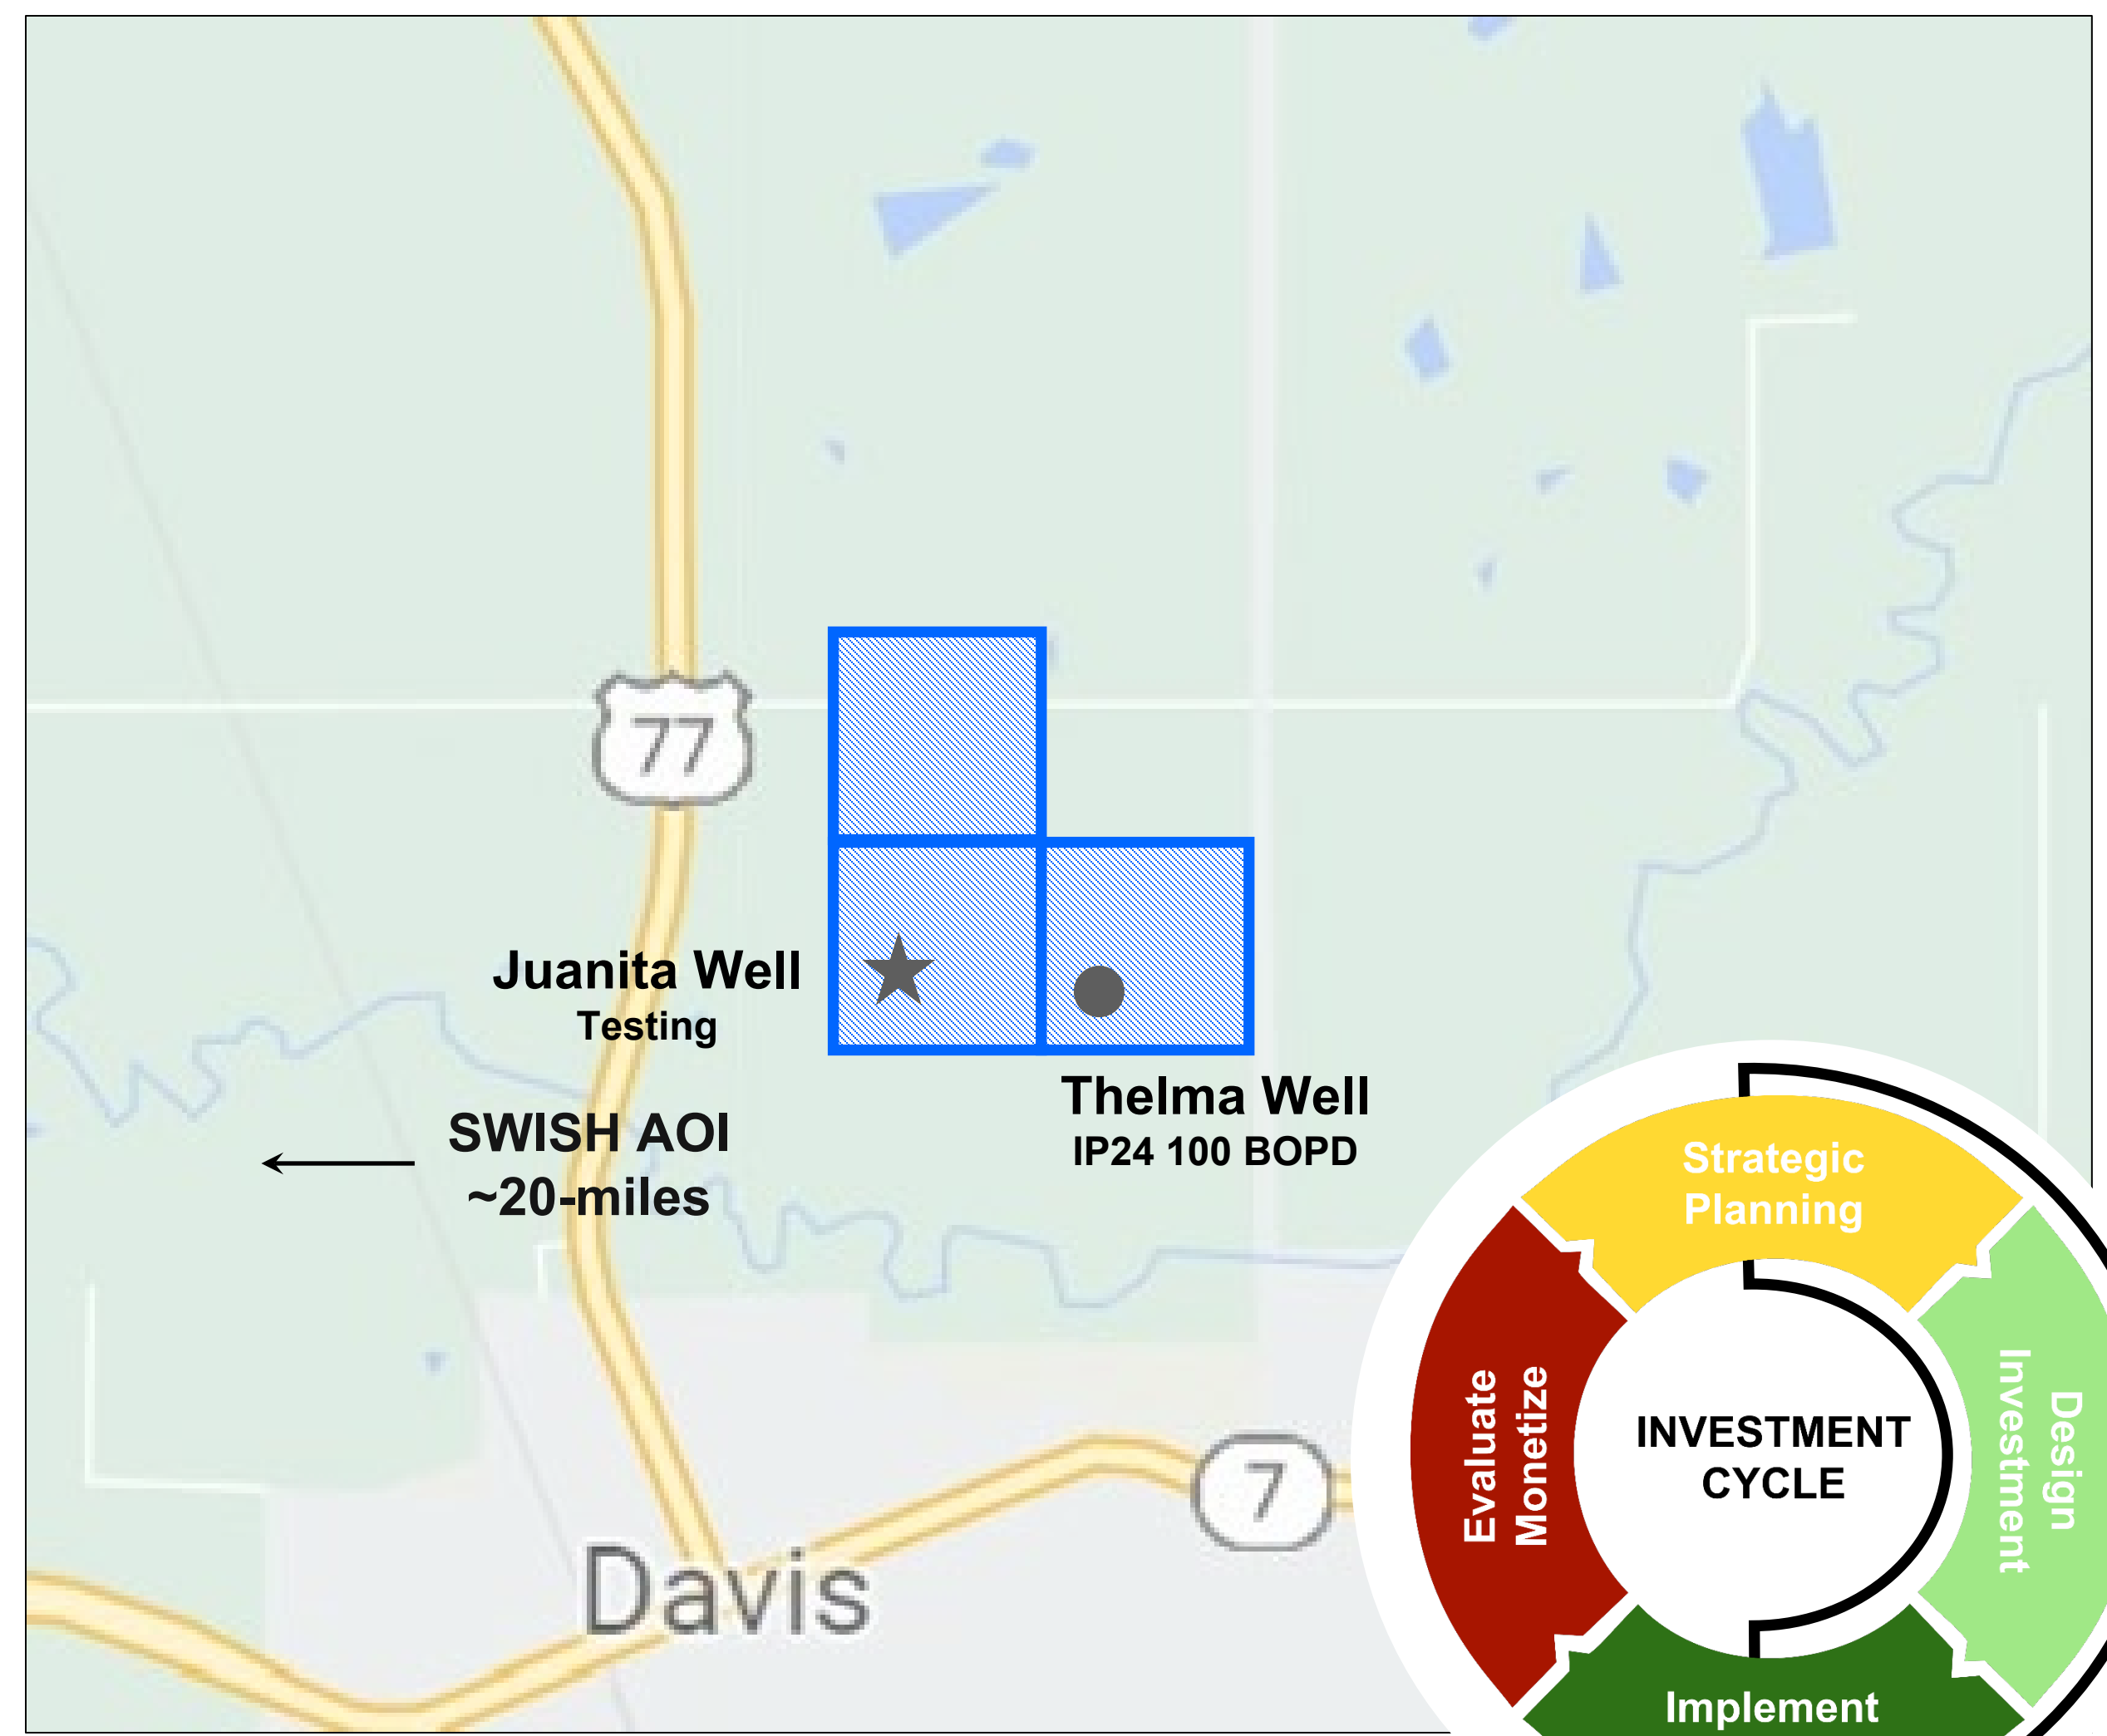 77
Juanita Well
Testing
Thelma Well
IP24 100 BOPD
SWISH AOI
~20-miles
7
Davis
Strategic
Planning
Design
Investment
Implement
Evaluate
Monetize
INVESTMENT
CYCLE